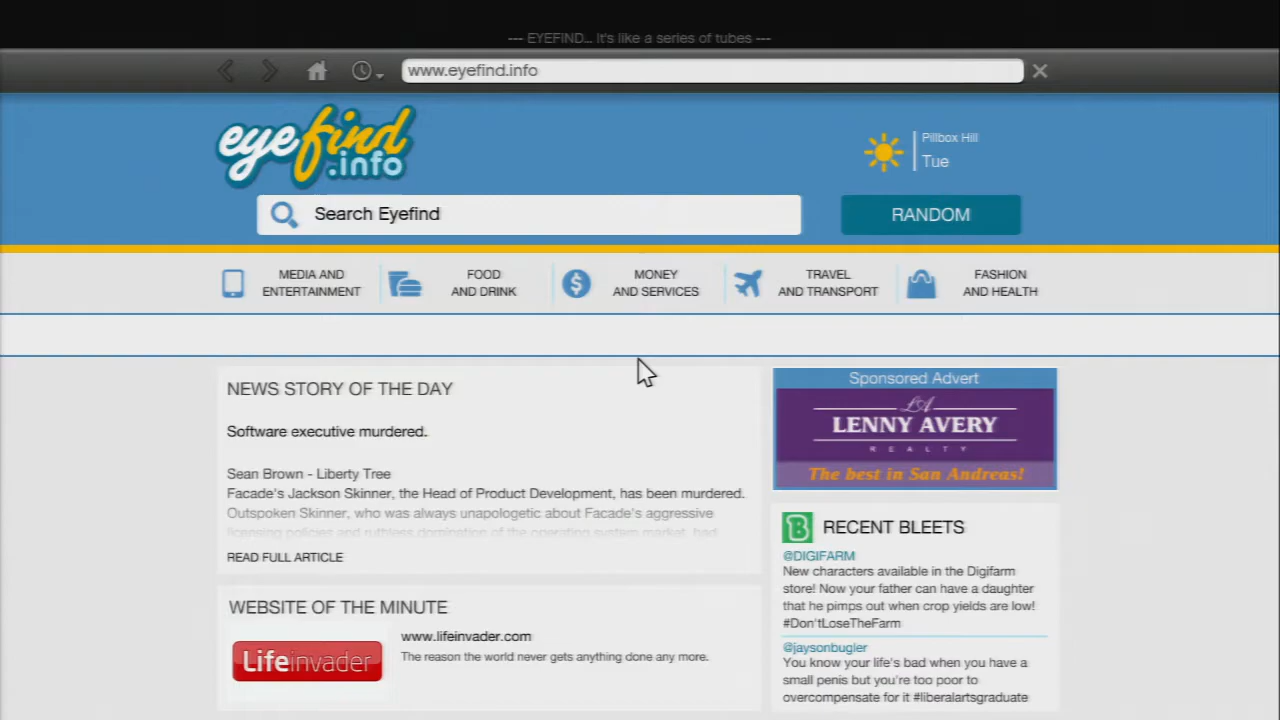 --- EYEFIND... It's like a series of tubes ---
www.eyefind.info
eyefind
.info
Pillbox Hill
Tue
Search Eyefind
RANDOM
MEDIA AND
ENTERTAINMENT
FOOD
AND DRINK
MONEY
AND SERVICES
TRAVEL
AND TRANSPORT
FASHION
AND HEALTH
NEWS STORY OF THE DAY
Software executive murdered.
Sean Brown - Liberty Tree
Facade's Jackson Skinner, the Head of Product Development, has been murdered.
Outspoken Skinner, who was always unapologetic about Facade's aggressive
licensing policies and ruthless domination of the operating system market, had
READ FULL ARTICLE
WEBSITE OF THE MINUTE
Lifeinvader
www.lifeinvader.com
The reason the world never gets anything done any more.
Sponsored Advert
LA
LENNY AVERY
REALTY
The best in San Andreas!
B
RECENT BLEETS
@DIGIFARM
New characters available in the Digifarm
store! Now your father can have a daughter
that he pimps out when crop yields are low!
#Don'tLoseTheFarm
@jaysonbugler
You know your life's bad when you have a
small penis but you're too poor to
overcompensate for it #liberalartsgraduate